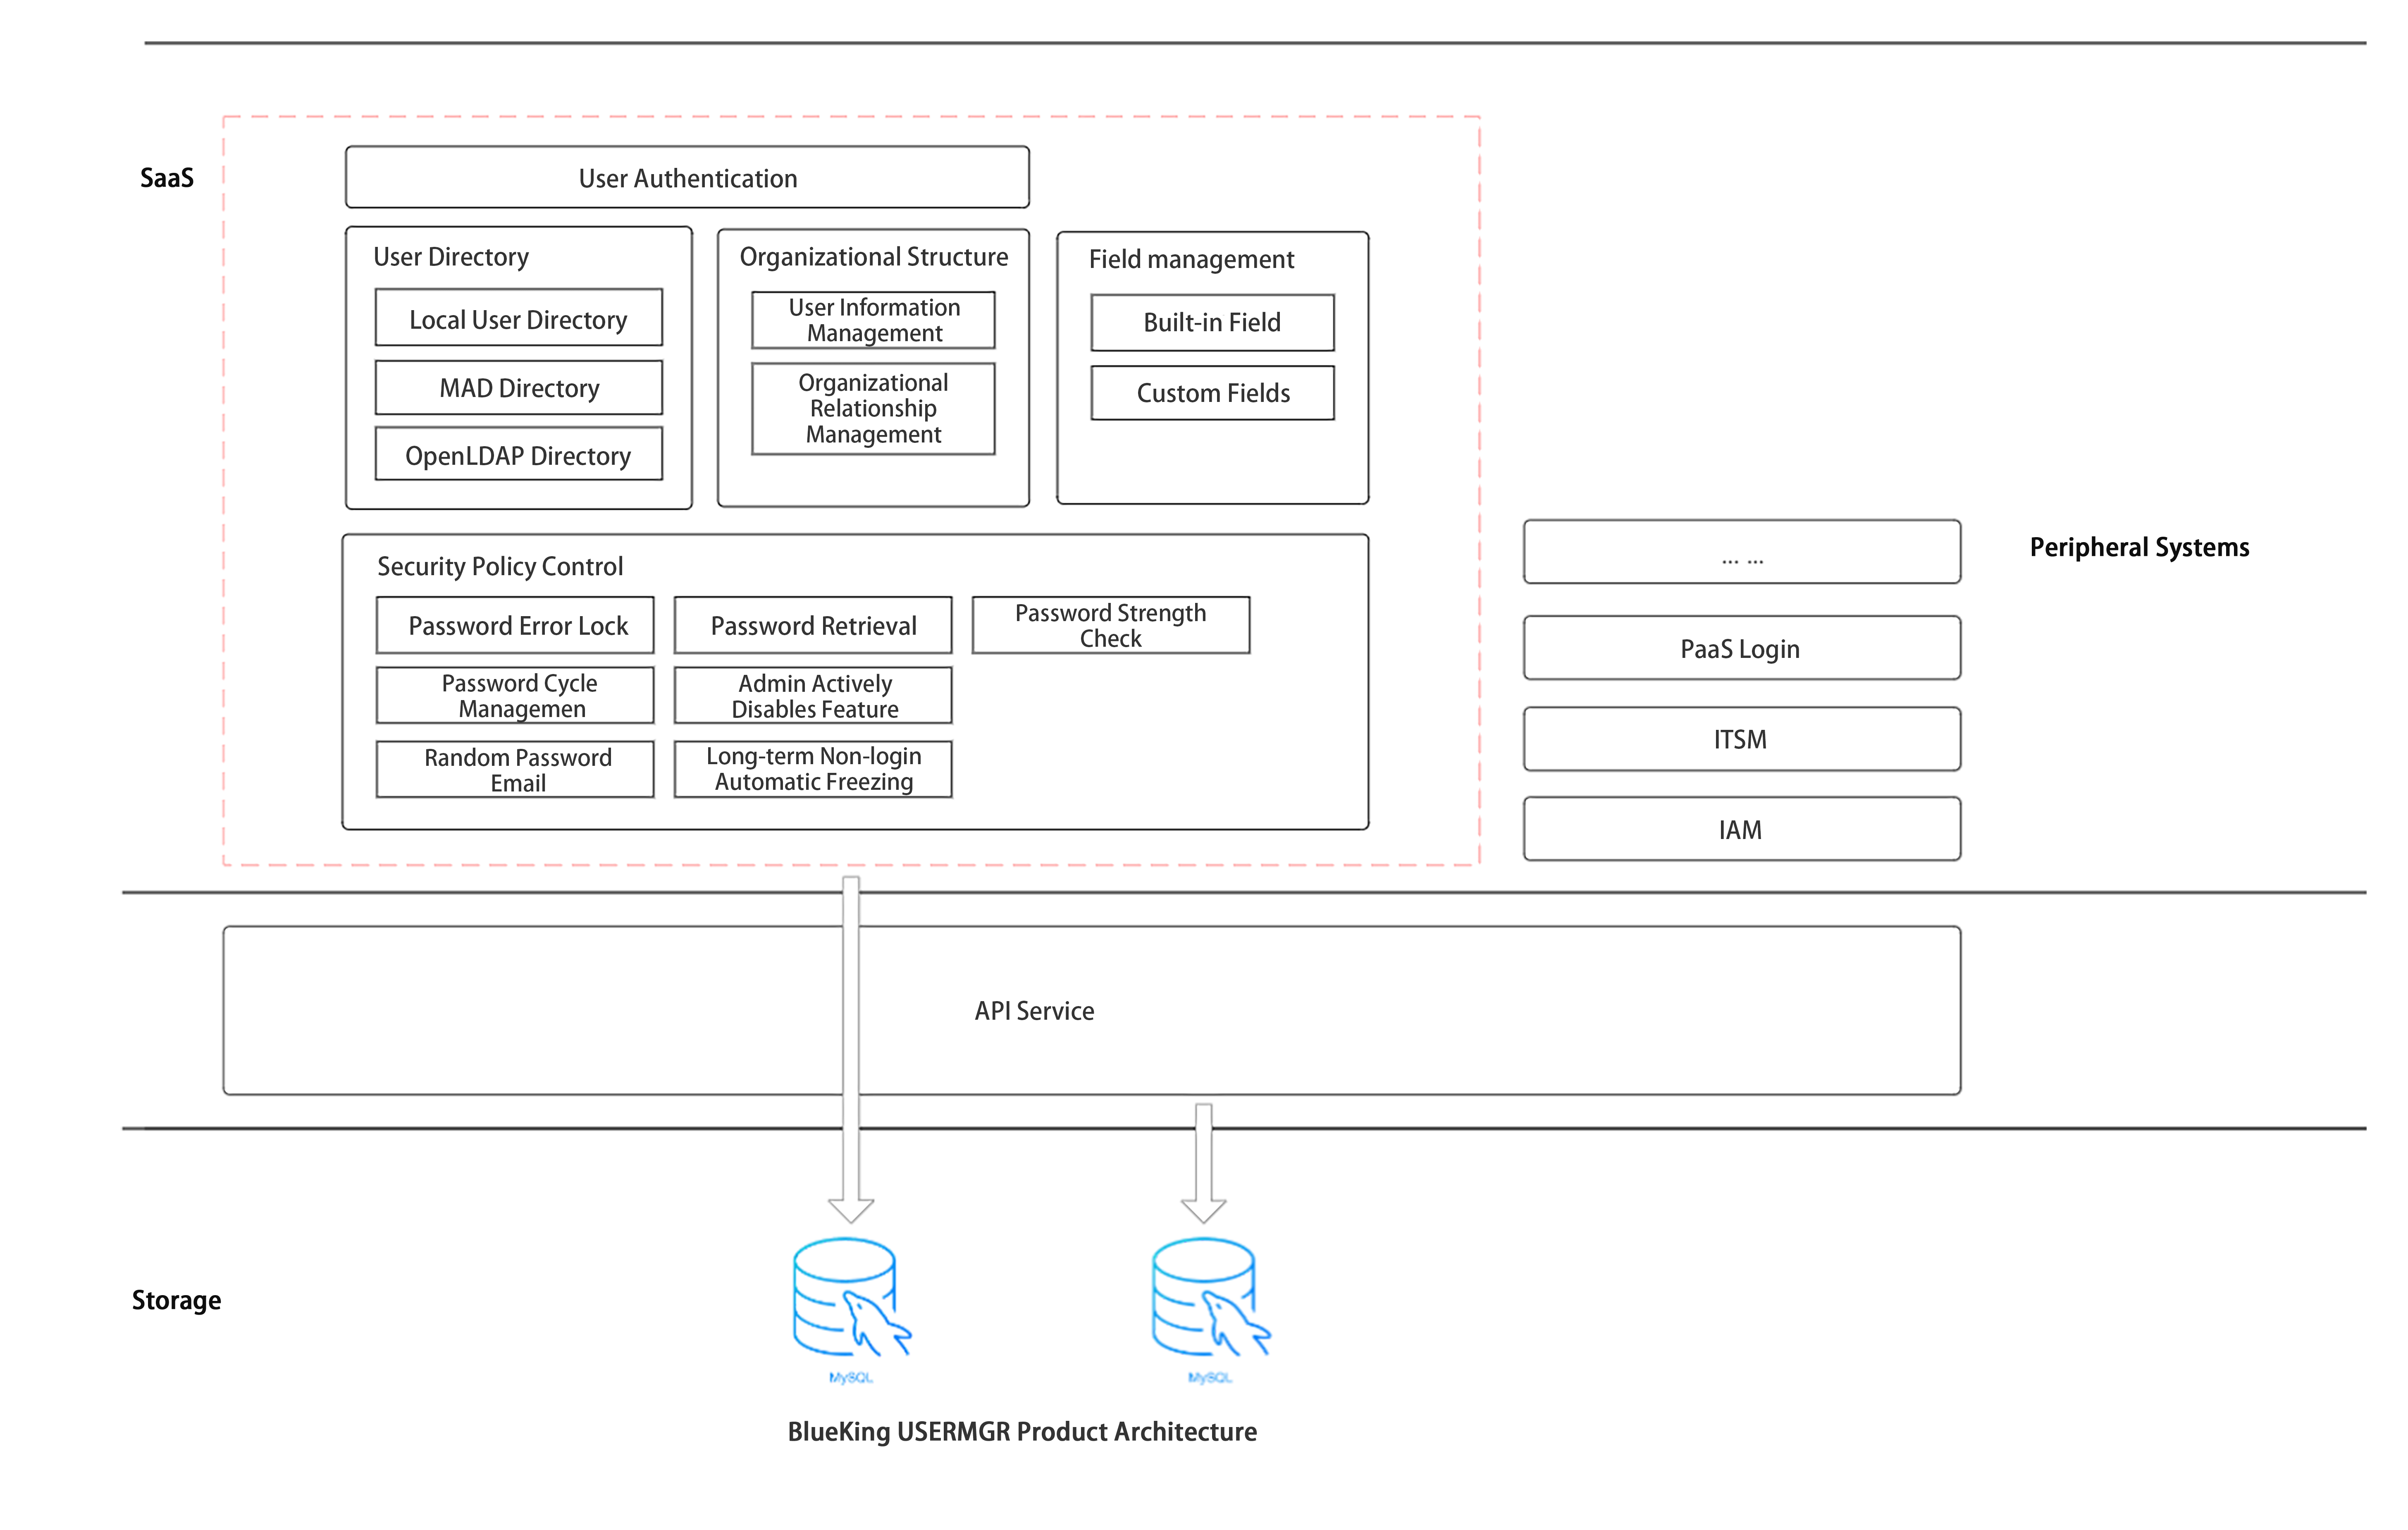 SaaS
User Authentication
User Directory
Local User Directory
MAD Directory
OpenLDAP Directory
Organizational Structure
User Information
Management
Organizational
Relationship
Management
Field management
Built-in Field
Custom Fields
Security Policy Control
Password Error Lock
Password Retrieval
Password Strength
Check
Password Cycle
Managemen
Admin Actively
Disables Feature
Random Password
Email
Long-term Non-login
Automatic Freezing
... ...
PaaS Login
ITSM
IAM
Peripheral Systems
API Service
Storage
MySQL
MySQL
BlueKing USERMGR Product Architecture